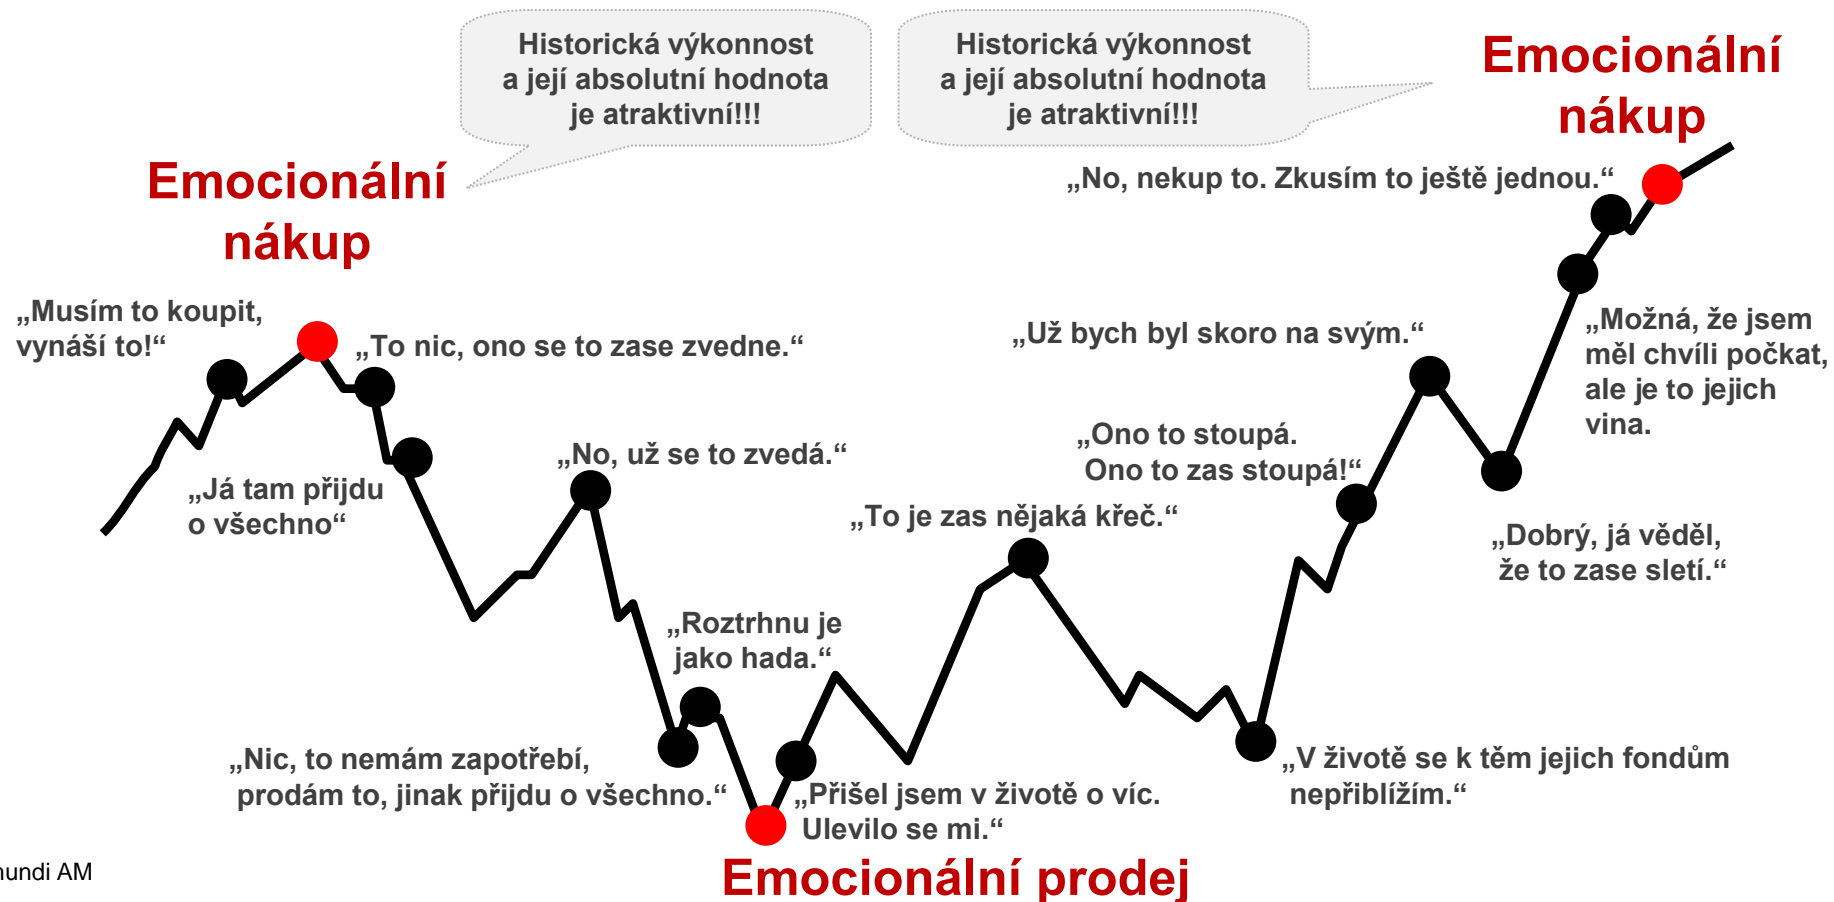 Historická výkonnost
a její absolutní hodnota
je atraktivní!!!
Historická výkonnost
a její absolutní hodnota
je atraktivní!!!
Emocionální
nákup
Emocionální
nákup
„No, nekup to. Zkusím to ještě jednou.“
„Musím to koupit,
vynáší to!“
„To nic, ono se to zase zvedne.“
„Už bych byl skoro na svým.“
„Možná, že jsem
měl chvíli počkat,
ale je to jejich
vina.
„Já tam přijdu
o všechno“
„No, už se to zvedá.“
„Ono to stoupá.
Ono to zas stoupá!“
„To je zas nějaká křeč.“
„Dobrý, já věděl,
že to zase sletí.“
„Roztrhnu je
jako hada.“
„Nic, to nemám zapotřebí,
prodám to, jinak přijdu o všechno.“
„Přišel jsem v životě o víc.
Ulevilo se mi.“
„V životě se k těm jejich fondům
nepřiblížím.“
Emocionální prodej
AM